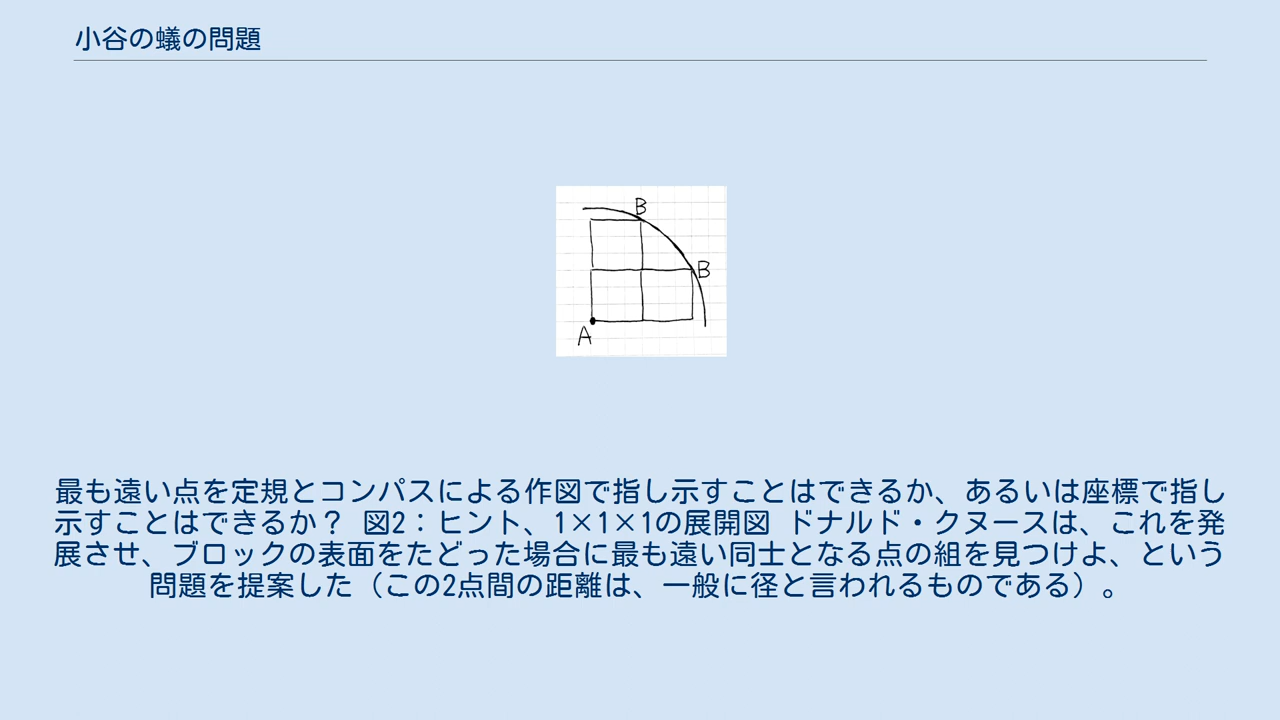 小谷の蟻の問題
B
B
A
最も遠い点を定規とコンパスによる作図で指し示すことはできるか、あるいは座標で指し
示すことはできるか？ 図2：ヒント、1×1×1の展開図 ドナルド・クヌースは、これを発
展させ、ブロックの表面をたどった場合に最も遠い同士となる点の組を見つけよ、という
問題を提案した（この2点間の距離は、一般に径と言われるものである）。